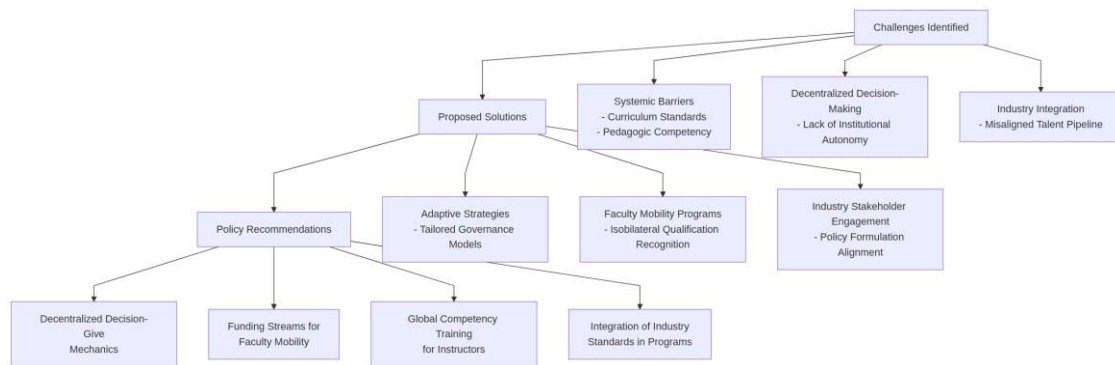 Challenges Identified
Proposed Solutions
Systemic Barriers
- Curriculum Standards
- Pedagogic Competency
Decentralized Decision-
Making
- Lack of Institutional
Autonomy
Industry Integration
- Misaligned Talent Pipeline
Policy Recommendations
Adaptive Strategies
- Tailored Governance
Models
Faculty Mobility Programs
- Isobilateral Qualification
Recognition
Industry Stakeholder
Engagement
- Policy Formulation
Alignment
Decentralized Decision-
Give
Mechanics
Funding Streams for
Faculty Mobility
Global Competency
Training
for Instructors
Integration of Industry
Standards in Programs